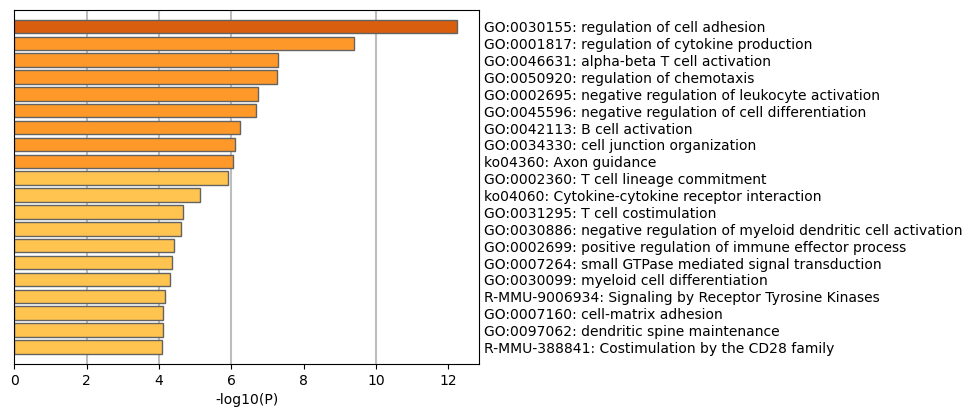 GO:0030155: regulation of cell adhesion
GO:0001817: regulation of cytokine production
GO:0046631: alpha-beta T cell activation
GO:0050920: regulation of chemotaxis
GO:0002695: negative regulation of leukocyte activation
GO:0045596: negative regulation of cell differentiation
GO:0042113: B cell activation
GO:0034330: cell junction organization
ko04360: Axon guidance
GO:0002360: T cell lineage commitment
ko04060: Cytokine-cytokine receptor interaction
GO:0031295: T cell costimulation
GO:0030886: negative regulation of myeloid dendritic cell activation
GO:0002699: positive regulation of immune effector process
GO:0007264: small GTPase mediated signal transduction
GO:0030099: myeloid cell differentiation
R-MMU-9006934: Signaling by Receptor Tyrosine Kinases
GO:0007160: cell-matrix adhesion
GO:0097062: dendritic spine maintenance
R-MMU-388841: Costimulation by the CD28 family
0 2 4 6 8 10 12
-log10(P)